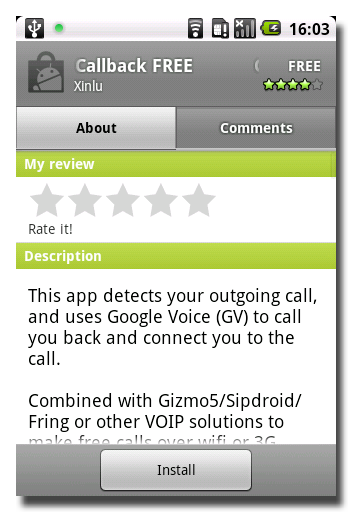 16:03
Callback FREE
FREE
Xinlu
About
Comments
My review
Rate it!
Description
This app detects your outgoing call,
and uses Google Voice (GV) to call
you back and connect you to the
call.
Combined with Gizmo5/Sipdroid/
Fring or other VOIP solutions to
make free calls over wifi or 3G
Install